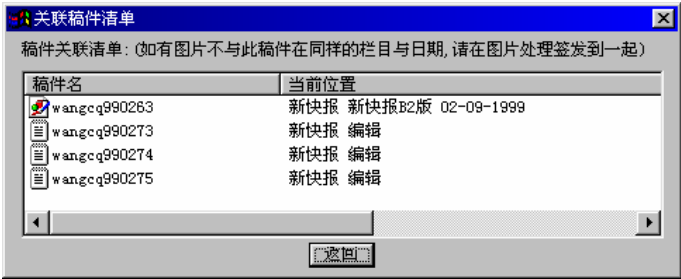 关联稿件清单
稿件关联清单:(如有图片不与此稿件在同样的栏目与日期,请在图片处理签发到一起)
稿件名 当前位置
wangcq990263 新快报 新快报B2版 02-09-1999
wangcq990273 新快报 编辑
wangcq990274 新快报 编辑
wangcq990275 新快报 编辑
返回